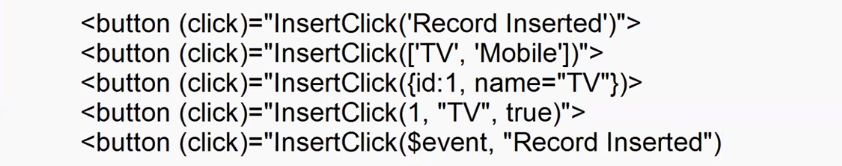 <button (click)="InsertClick('Record Inserted')">
<button (click)="InsertClick(['TV', 'Mobile'])">
<button (click)="InsertClick({id:1, name="TV"})>
<button (click)="InsertClick(1, "TV", true)">
<button (click)="InsertClick($event, "Record Inserted")